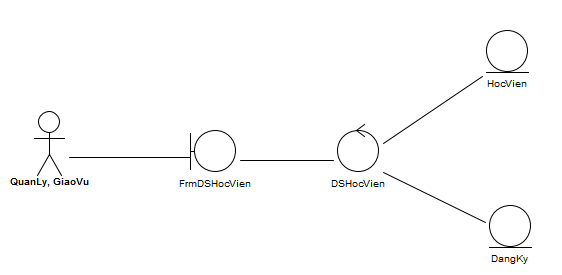 HocVien
QuanLy, GiaoVu
FrmDSHocVien
DSHocVien
DangKy